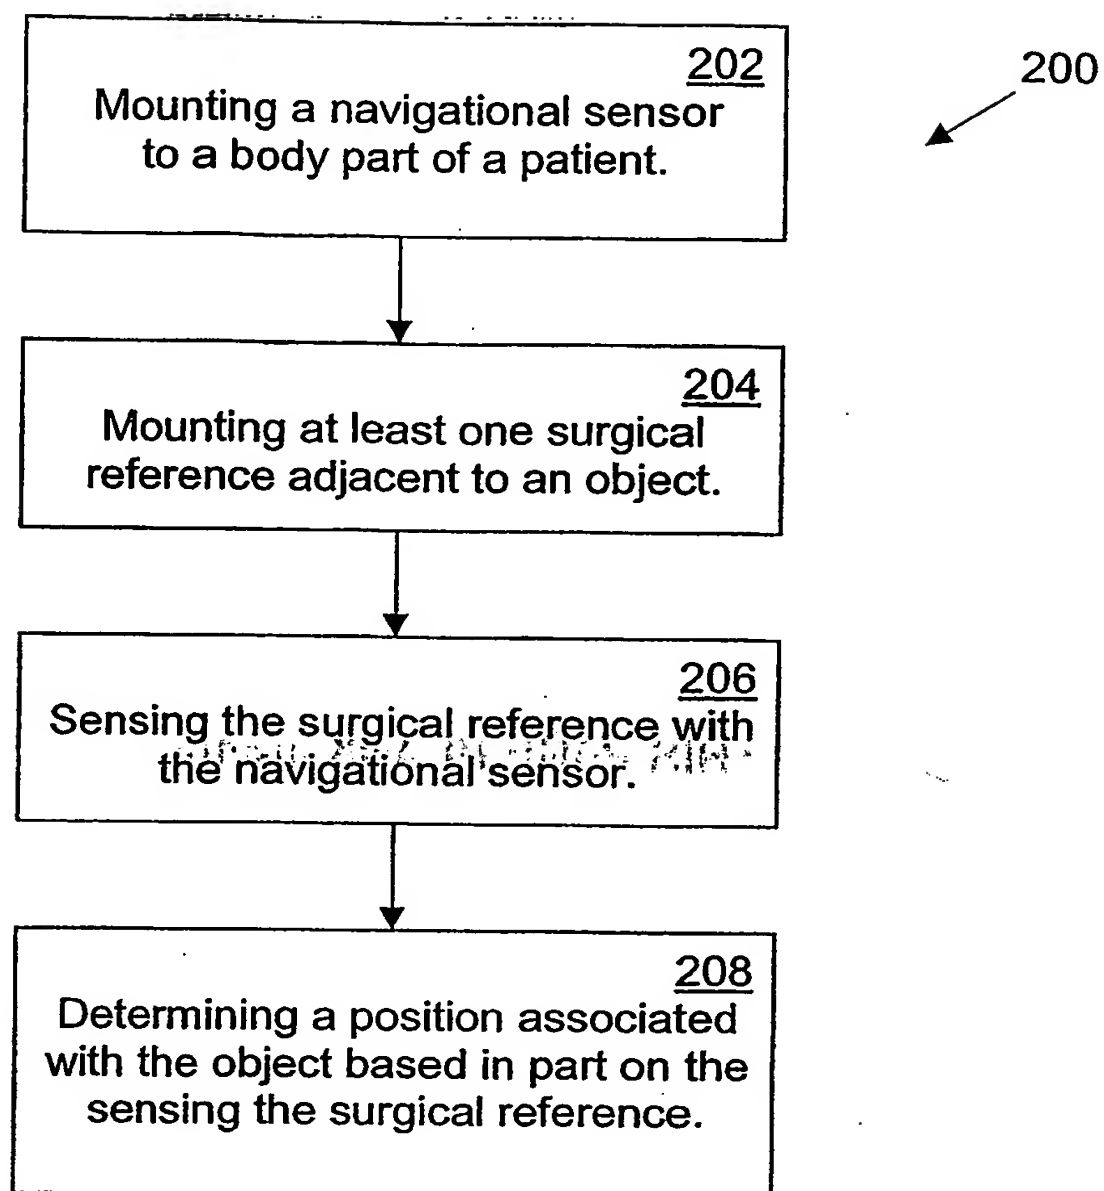 202
200
Mounting a navigational sensor
to a body part of a patient.
204
Mounting at least one surgical
reference adjacent to an object.
206
Sensing the surgical reference with
the navigational sensor.
208
Determining a position associated
with the object based in part on the
sensing the surgical reference.